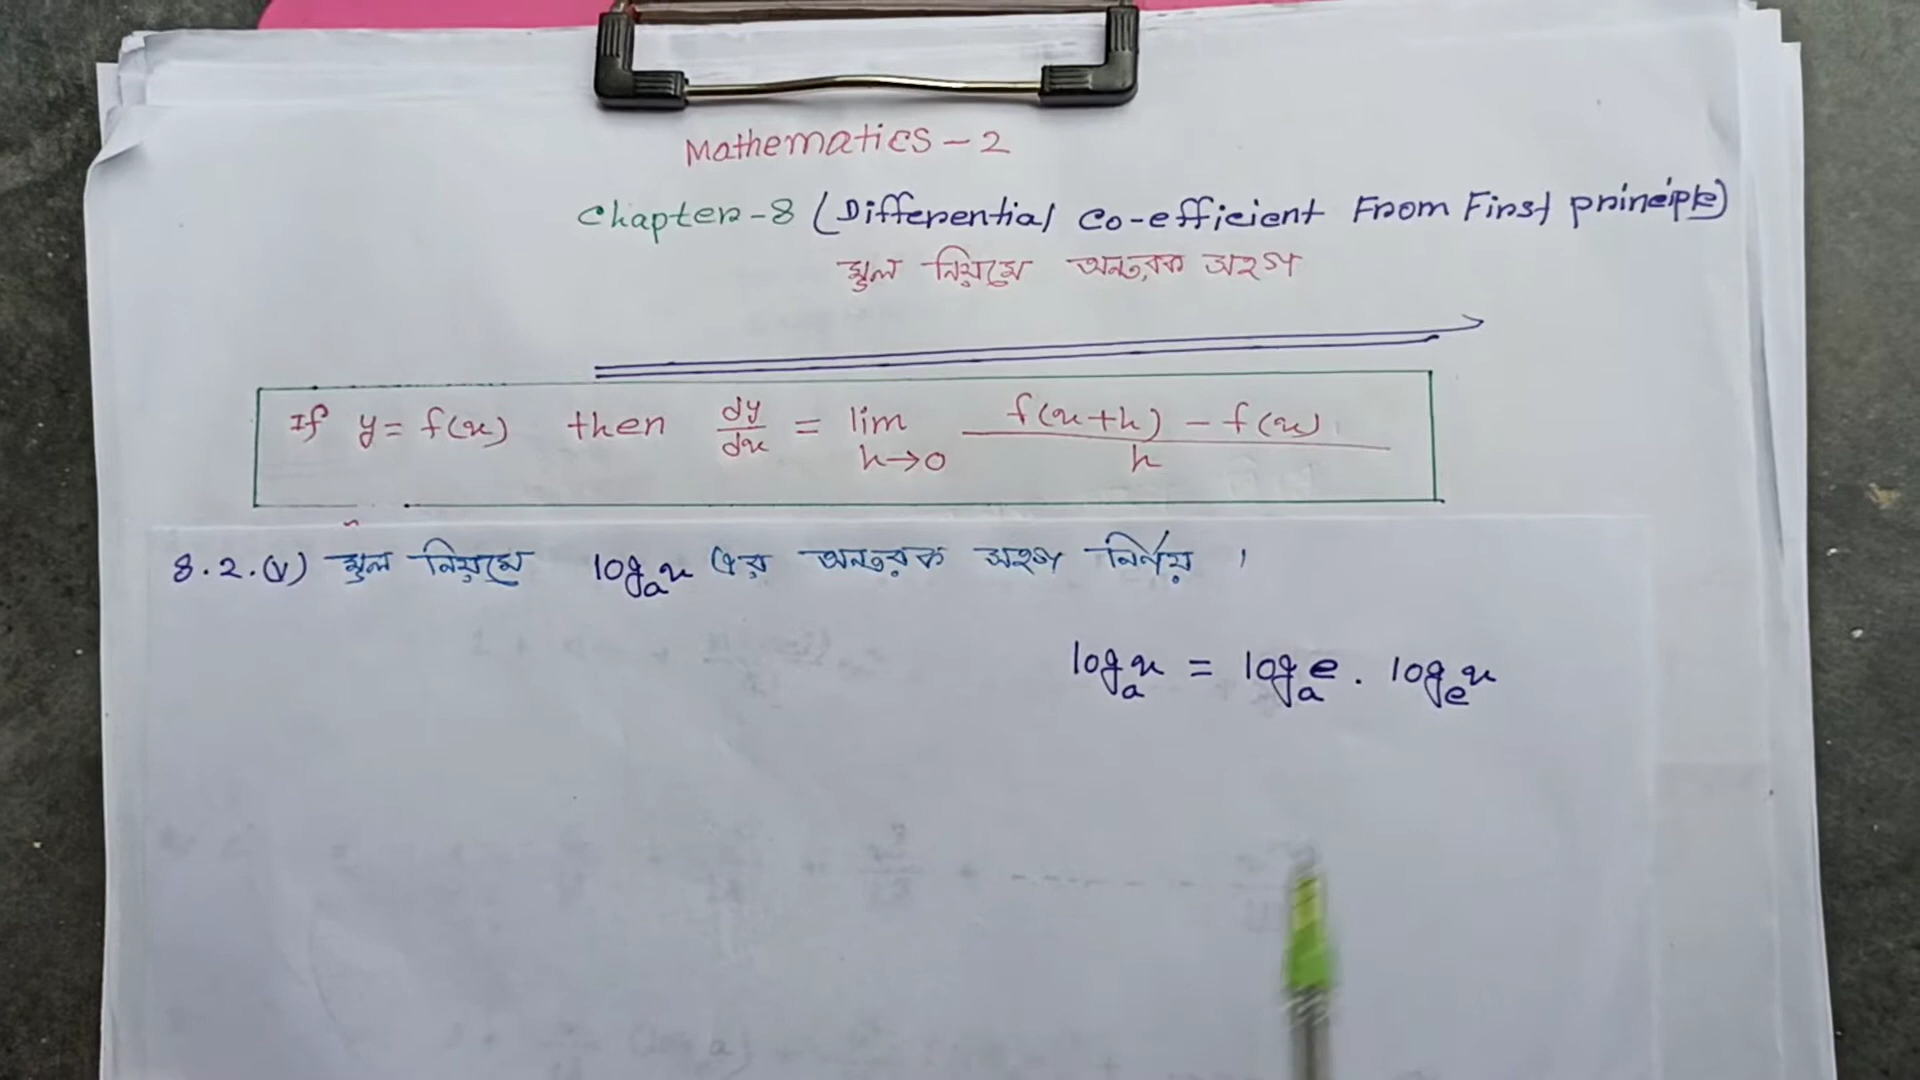 Mathematics - 2
Chapter-8 (Differential Co-efficient From First principle)
মুল নিয়মে অন্তরক সহগ
If y = f(x) then dy/dx = lim h→0 f(x+h) - f(x) / h
8.2.(v) মুল নিয়মে logₐx এর অন্তরক সহগ নির্ণয় ।
logₐx = logₐe . logₑx